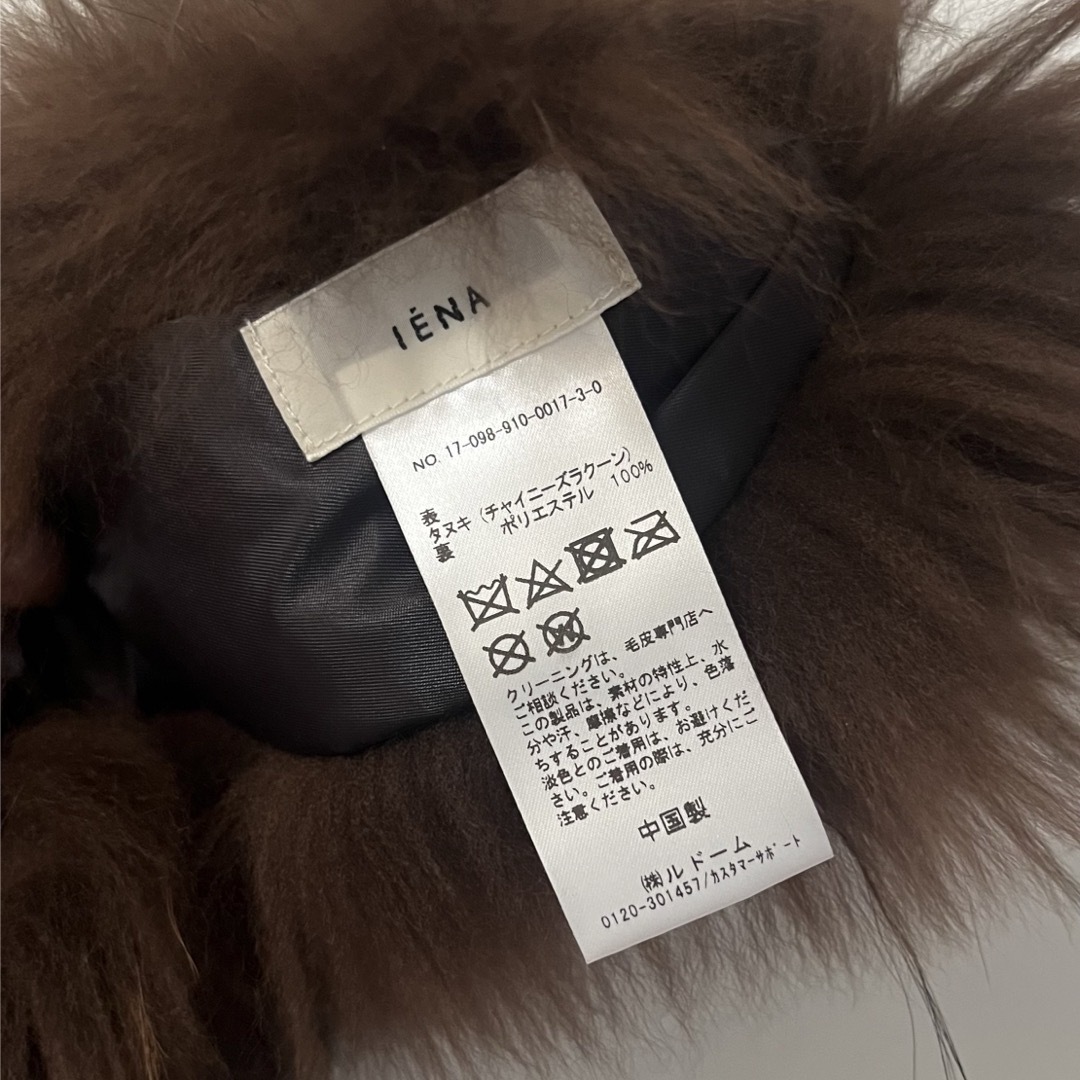 IÉNA
NO. 17-098-910-0017-3-0
表
タヌキ (チャイニーズラクーン)
裏 ポリエステル 100%
W
クリーニングは、毛皮専門店へ
ご相談ください。
この製品は、素材の特性上、水
分や汗、摩擦などにより、色落
ちすることがあります。
淡色とのご着用は、お避けくだ
さい。ご着用の際は、充分にご
注意ください。
中国製
㈱ルドーム
0120-301457/カスタマーサポート